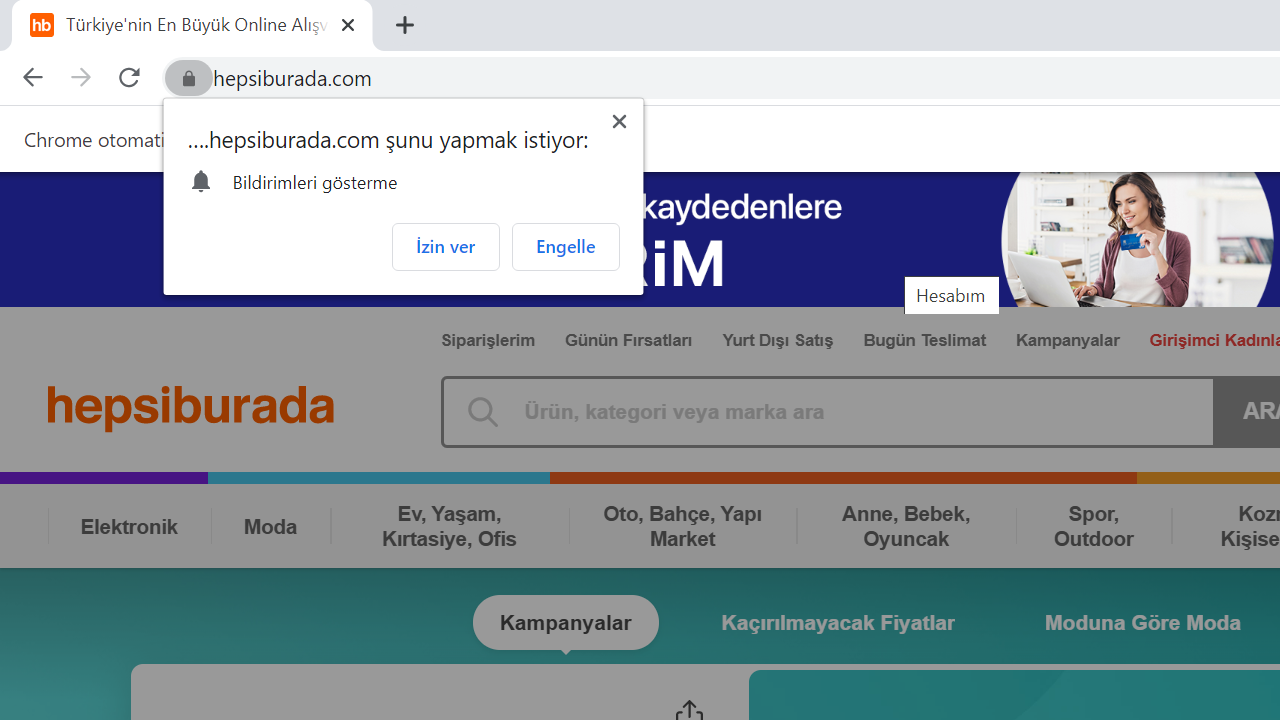 hb Türkiye'nin En Büyük Online Alışv
hepsiburada.com
Chrome otomati
....hepsiburada.com şunu yapmak istiyor:
Bildirimleri gösterme
İzin ver Engelle
kaydedenlere
RiM
Hesabım
Siparişlerim Günün Fırsatları Yurt Dışı Satış Bugün Teslimat Kampanyalar Girişimci Kadınla
hepsiburada
Ürün, kategori veya marka ara
ARA
Elektronik Moda Ev, Yaşam, Kırtasiye, Ofis Oto, Bahçe, Yapı Market Anne, Bebek, Oyuncak Spor, Outdoor Koz Kişise
Kampanyalar Kaçırılmayacak Fiyatlar Moduna Göre Moda